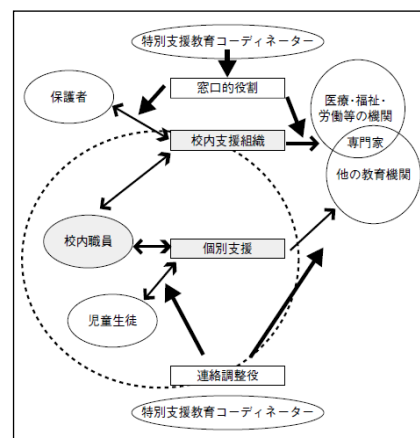 特別支援教育コーディネーター
窓口的役割
保護者
医療・福祉・
労働等の機関
校内支援組織
専門家
他の教育機関
校内職員
個別支援
児童生徒
連絡調整役
特別支援教育コーディネーター